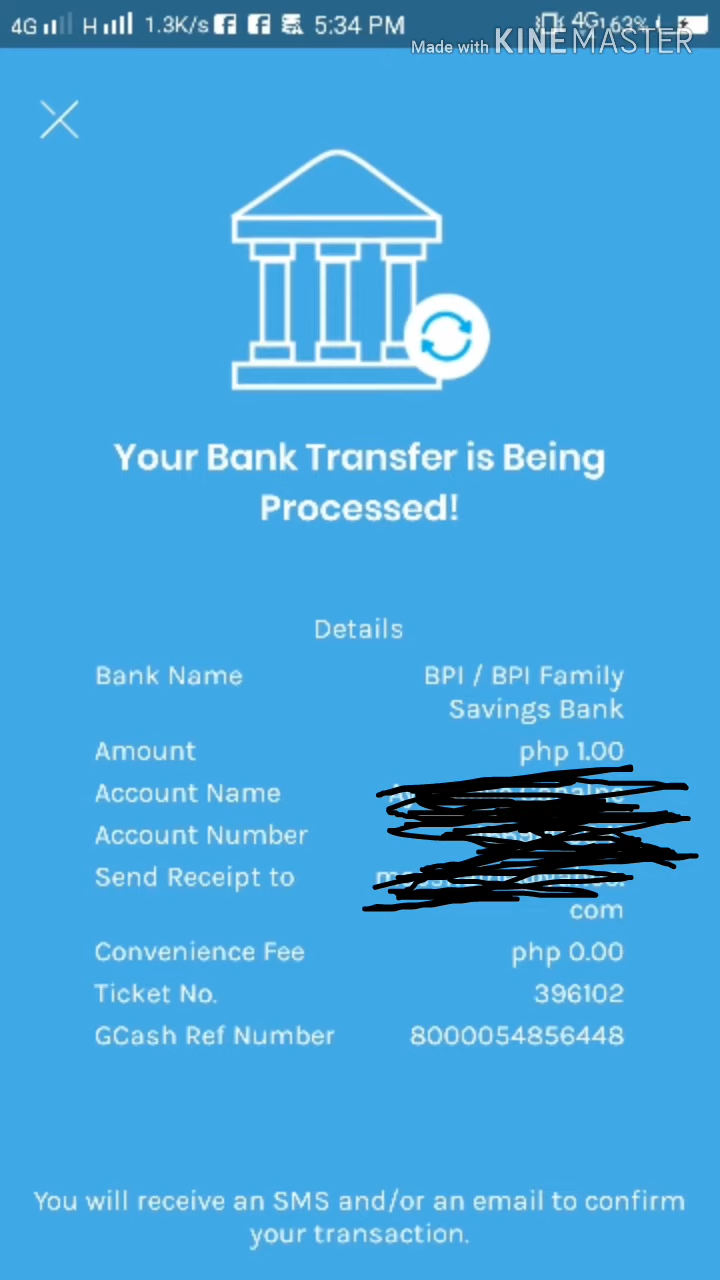 4G H 1.3K/s 5:34 PM 4G 63%
Made with KINEMASTER
Your Bank Transfer is Being
Processed!
Details
Bank Name BPI / BPI Family
Savings Bank
Amount php 1.00
Account Name
Account Number
Send Receipt to
com
Convenience Fee php 0.00
Ticket No. 396102
GCash Ref Number 8000054856448
You will receive an SMS and/or an email to confirm
your transaction.